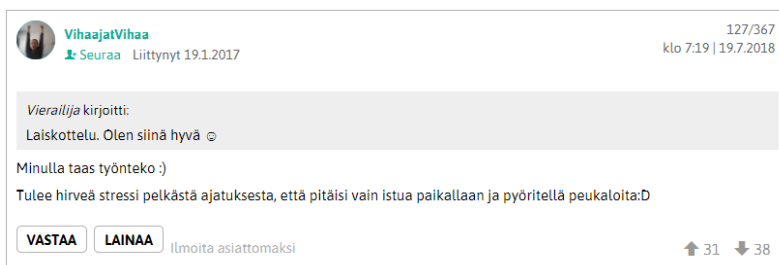 VihaajatVihaa
127/367
Seuraa Liittynyt 19.1.2017
klo 7:19 | 19.7.2018
Vierailija kirjoitti:
Laiskottelu. Olen siinä hyvä ☺
Minulla taas työnteko :)
Tulee hirveä stressi pelkästä ajatuksesta, että pitäisi vain istua paikallaan ja pyöritellä peukaloita:D
VASTAA LAINAA Ilmoita asiattomaksi 31 38